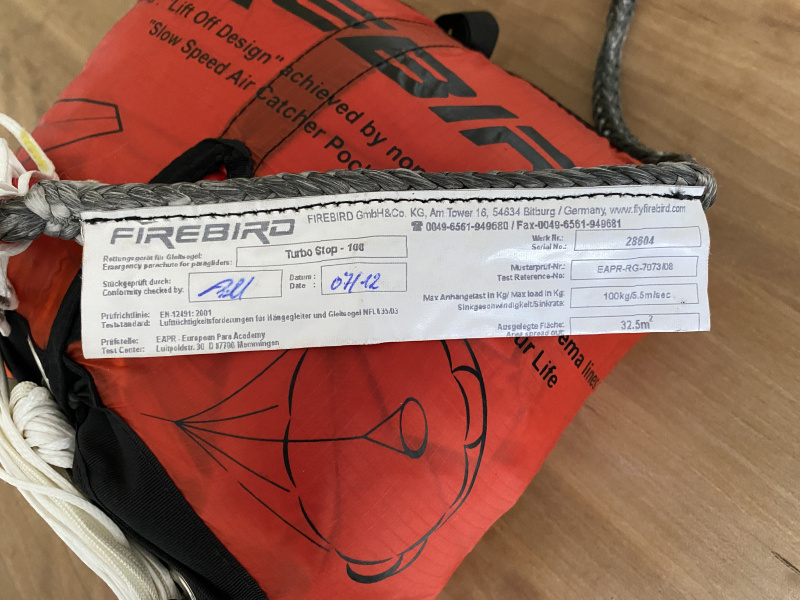 "Lift Off Design" achieved by
"Slow Speed Air Catcher
FIREBIRD
FIREBIRD GmbH&Co. KG, Am Tower 16, 54634 Bitburg / Germany, www.flyfirebird.com
☎ 0049-6561-949680 / Fax-0049-6561-949681
Rettungsgerät für Gleitsegel:
Emergency parachute for paragliders:
Turbo Stop - 100
Werk Nr.:
Serial No.:
28604
Stückgeprüft durch:
Conformity checked by:
Datum :
Date :
07/12
Musterprüf-Nr.:
Test Reference-No:
EAPR-RG-7073/08
Max Anhängelast in Kg/ Max load in Kg:
Sinkgeschwindigkeit/Sinkrate:
100kg/5.5m/sec
Prüfrichtlinie:
Teststandard:
EN 12491: 2001
Lufttüchtigkeitsforderungen für Hängegleiter und Gleitsegel NFL II 35/03
Ausgelegte Fläche:
Area spread out:
32.5m²
Prüfstelle:
Test Center:
EAPR - European Para Academy
Luitpoldstr. 30 D 87700 Memmingen
lines
our Life